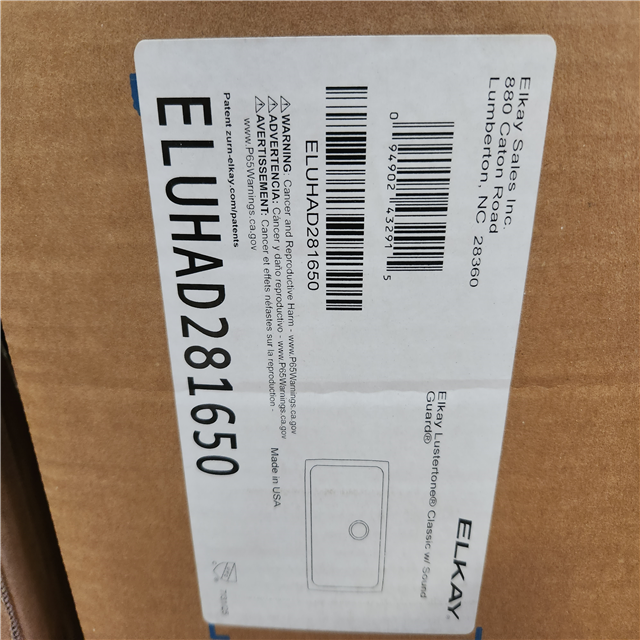 Elkay Sales Inc.
880 Caton Road
Lumberton, NC 28360
ELKAY®
Elkay Lustertone® Classic w/ Sound
Guard®
0 94902 43291 5
ELUHAD281650
⚠WARNING: Cancer and Reproductive Harm - www.P65Warnings.ca.gov
⚠ADVERTENCIA: Cáncer y daño reproductivo - www.P65Warnings.ca.gov
⚠AVERTISSEMENT: Cancer et effets néfastes sur la reproduction -
www.P65Warnings.ca.gov
Made in USA
Patent zurn-elkay.com/patents
ELUHAD281650